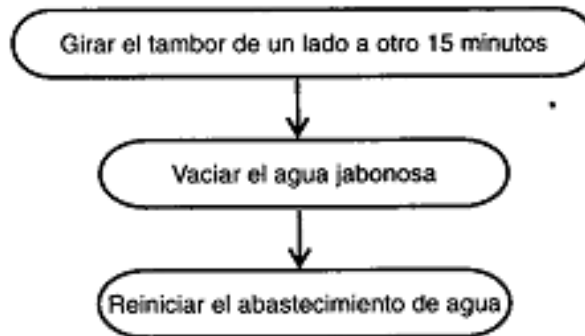 Girar el tambor de un lado a otro 15 minutos
Vaciar el agua jabonosa
Reiniciar el abastecimiento de agua